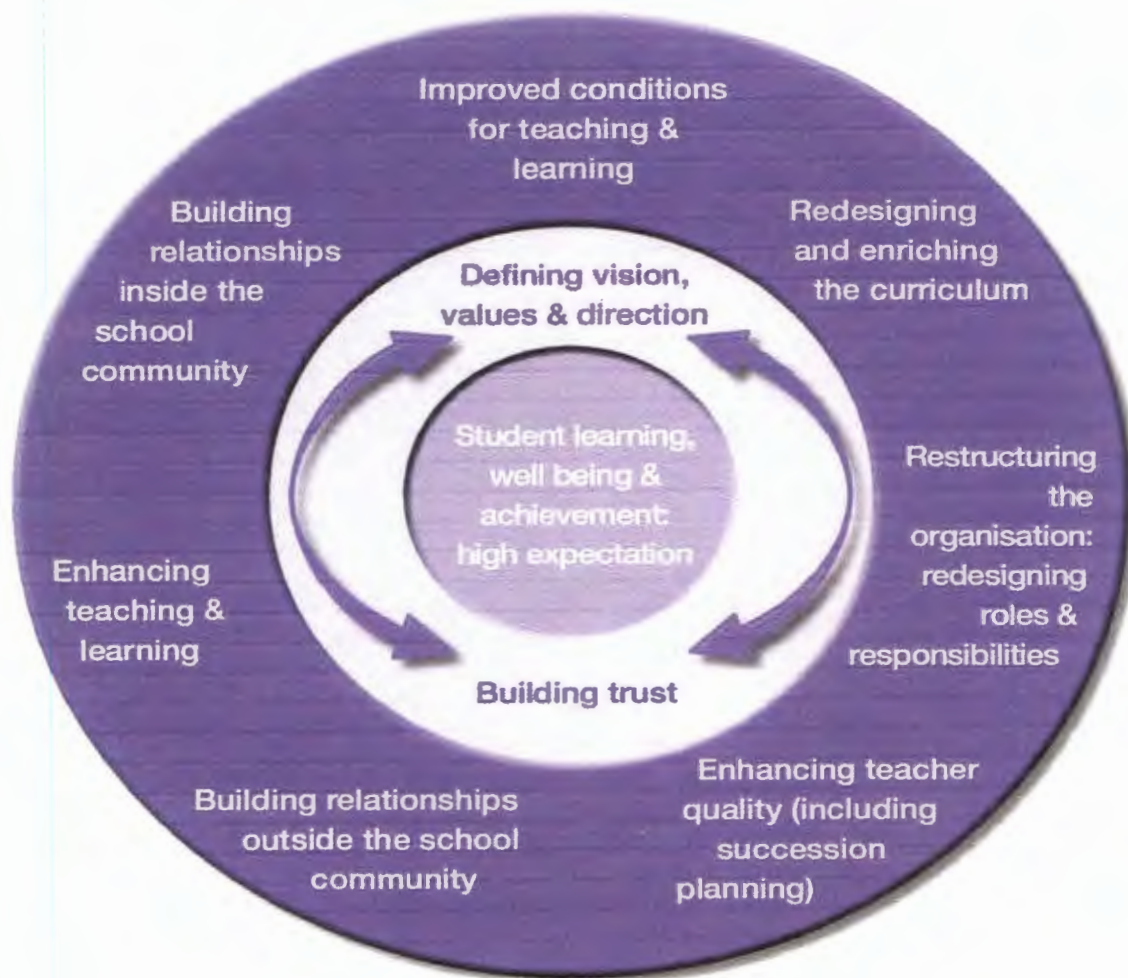 Improved conditions
for teaching &
learning
Redesigning
and enriching
the curriculum
Restructuring
the
organisation:
redesigning
roles &
responsibilities
Enhancing teacher
quality (including
succession
planning)
Building relationships
outside the school
community
Enhancing
teaching &
learning
Building
relationships
inside the
school
community
Defining vision,
values & direction
Student learning,
well being &
achievement:
high expectation
Building trust